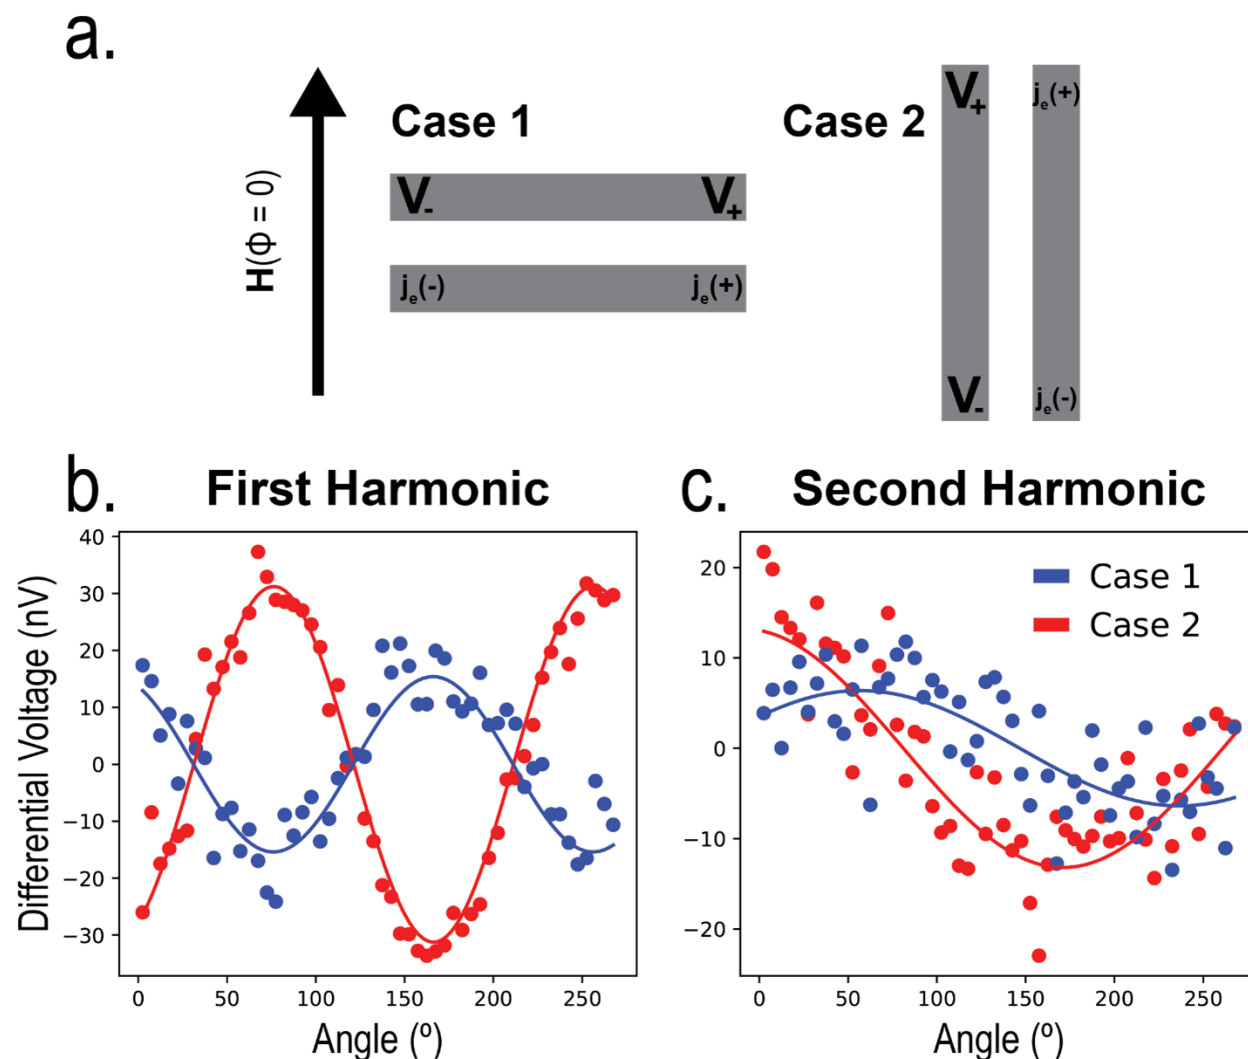 a.
H(ϕ = 0)
Case 1
V- V+
je(-) je(+)
Case 2
V+ je(+)
V- je(-)
b. First Harmonic
Differential Voltage (nV)
40
30
20
10
0
−10
−20
−30
0 50 100 150 200 250
Angle (º)
c. Second Harmonic
Case 1
Case 2
20
10
0
−10
−20
0 50 100 150 200 250
Angle (º)